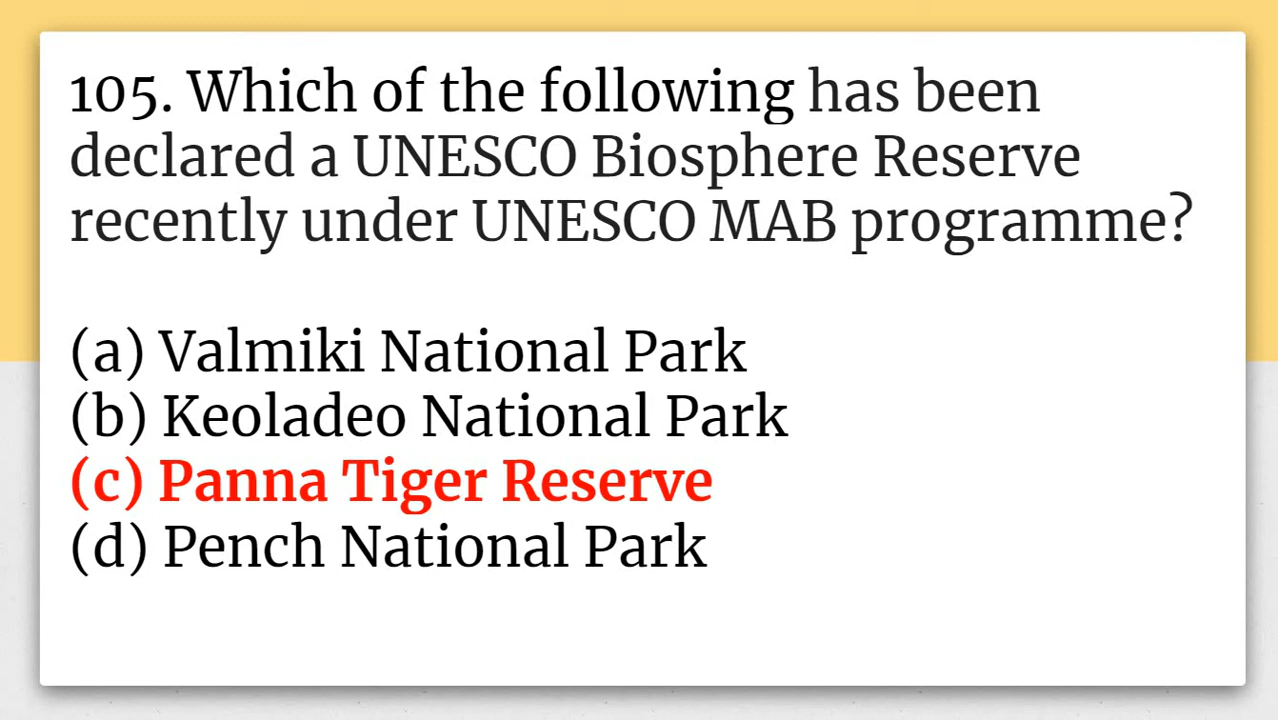 105. Which of the following has been
declared a UNESCO Biosphere Reserve
recently under UNESCO MAB programme?
(a) Valmiki National Park
(b) Keoladeo National Park
(c) Panna Tiger Reserve
(d) Pench National Park